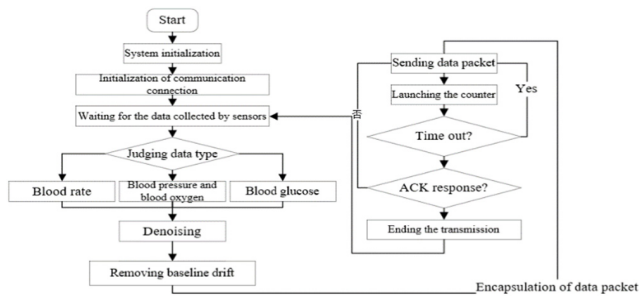 Start
System initialization
Initialization of communication
connection
Waiting for the data collected by sensors
Judging data type
Blood rate
Blood pressure and
blood oxygen
Blood glucose
Denoising
Removing baseline drift
Encapsulation of data packet
Sending data packet
Launching the counter
Yes
Time out?
ACK response?
Ending the transmission